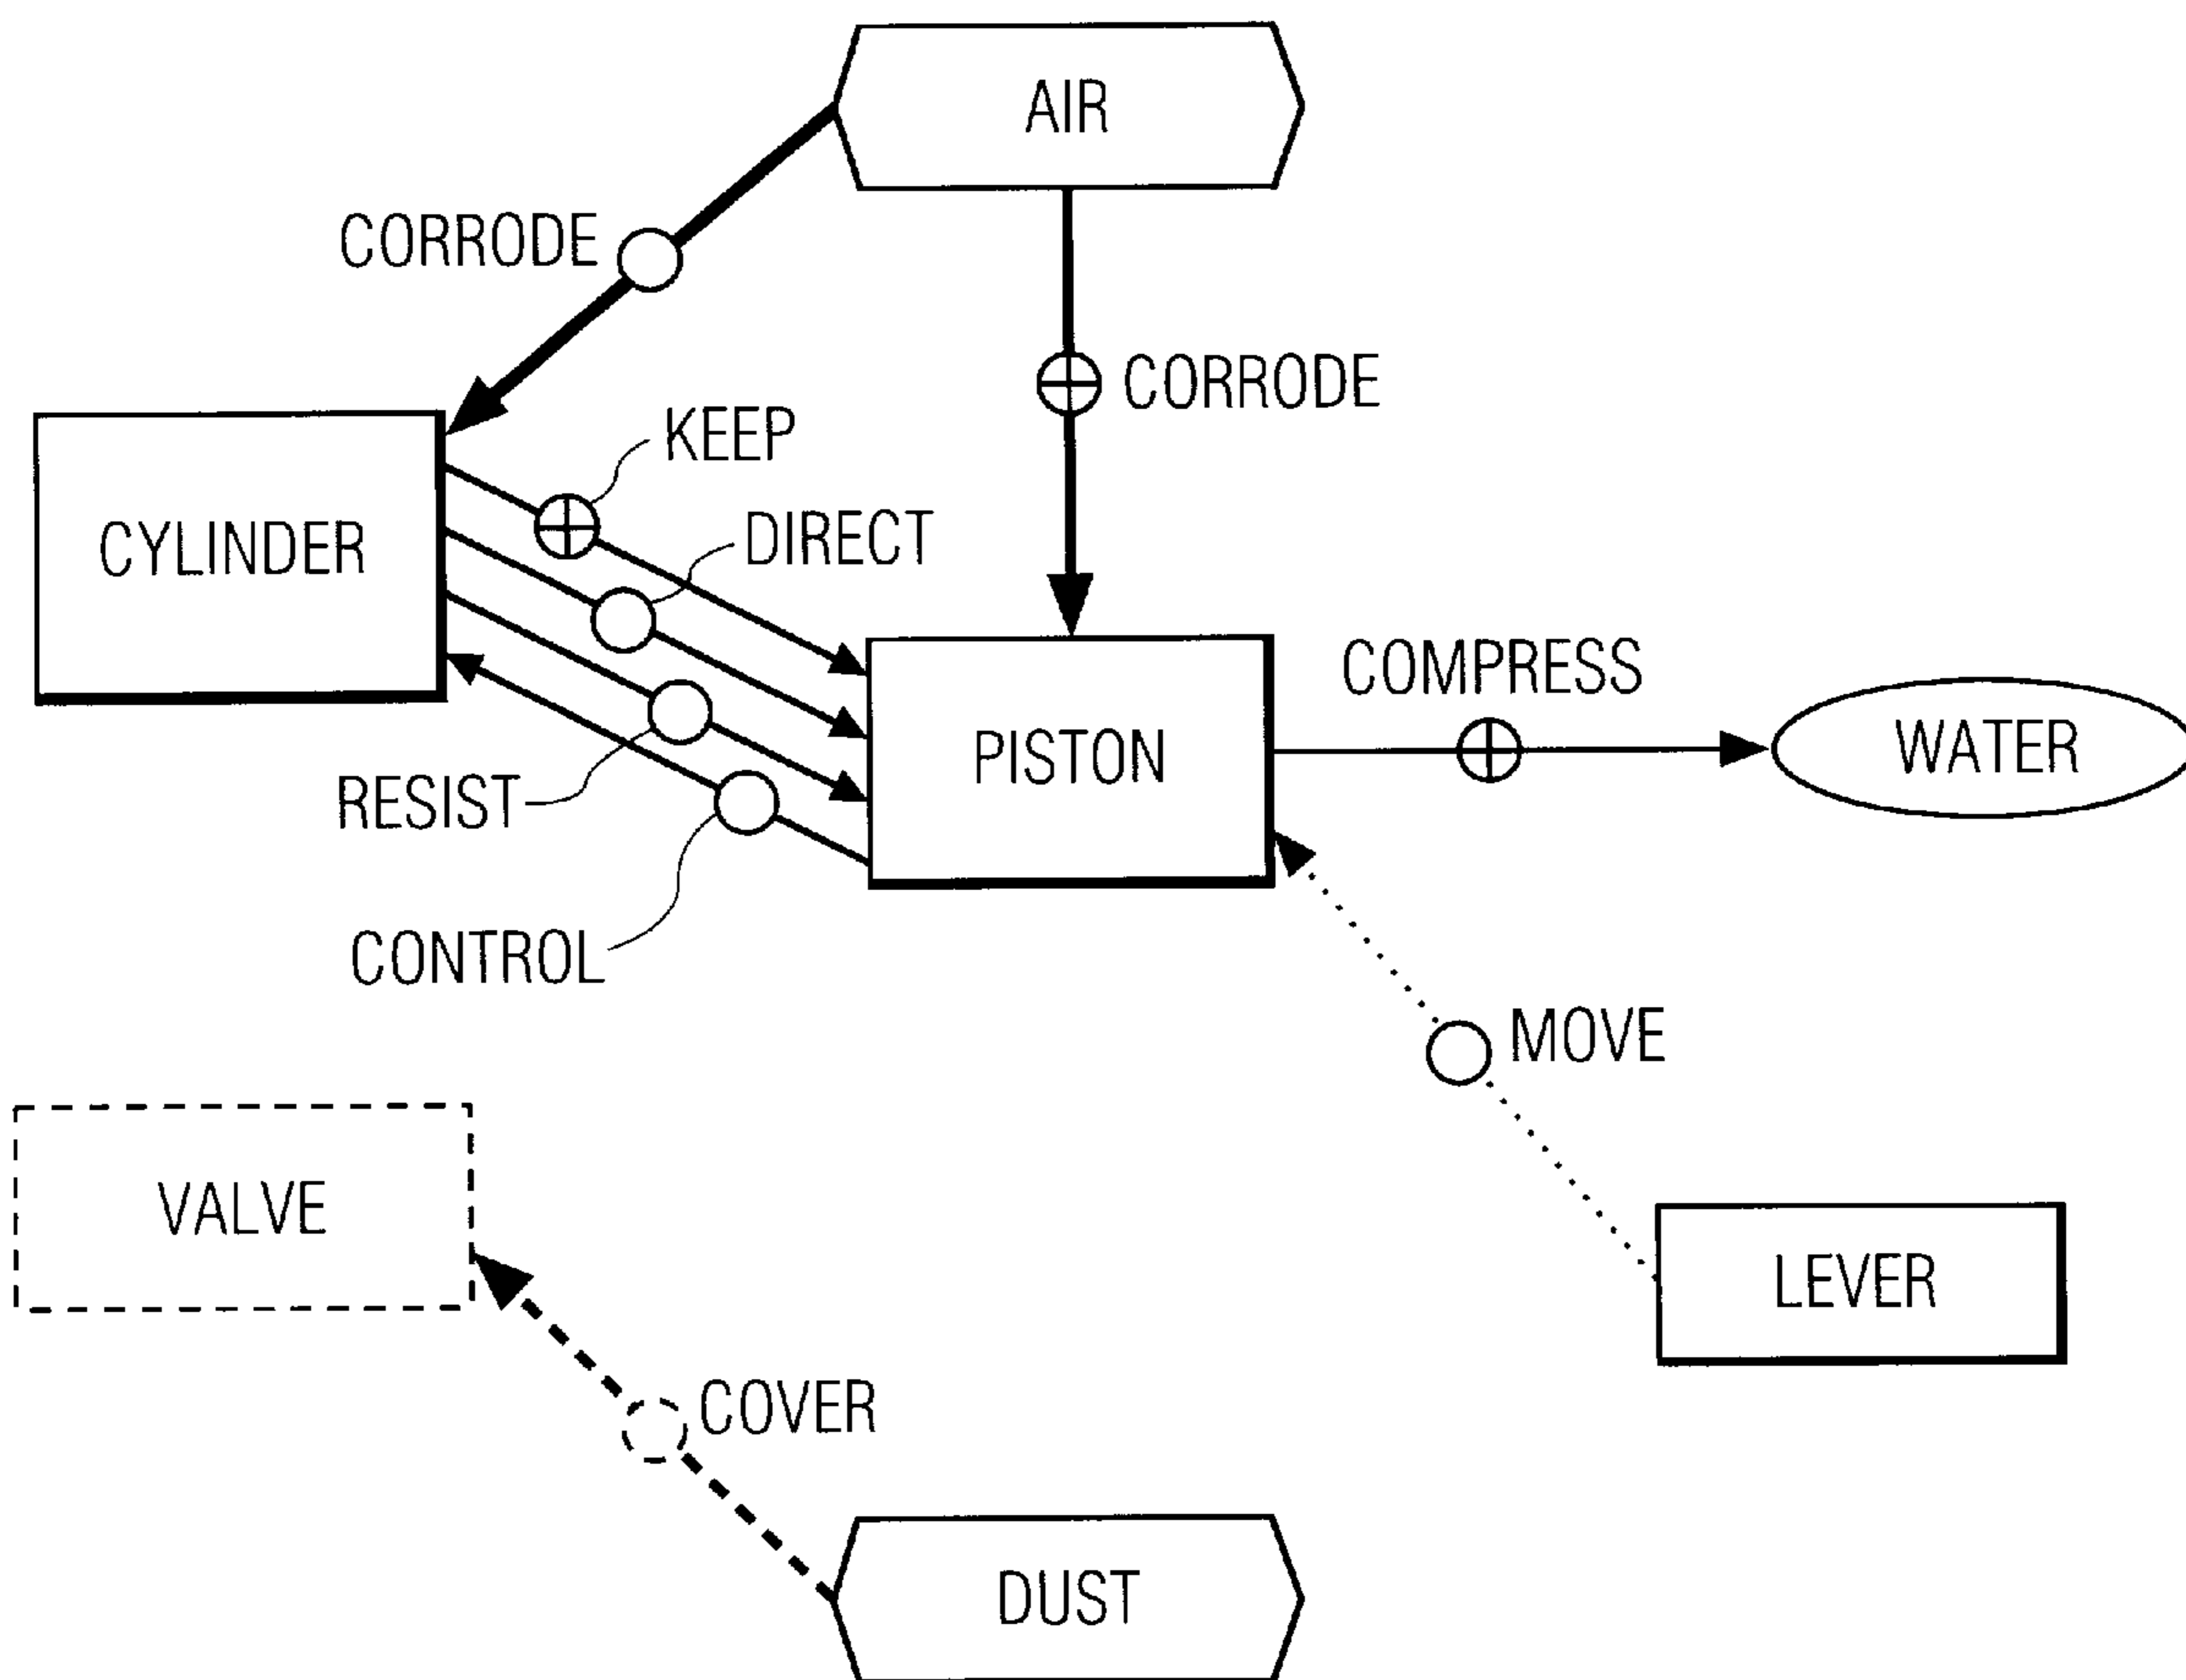 AIR
CORRODE
CORRODE
KEEP
CYLINDER
DIRECT
COMPRESS
PISTON
WATER
RESIST
CONTROL
MOVE
VALVE
LEVER
COVER
DUST